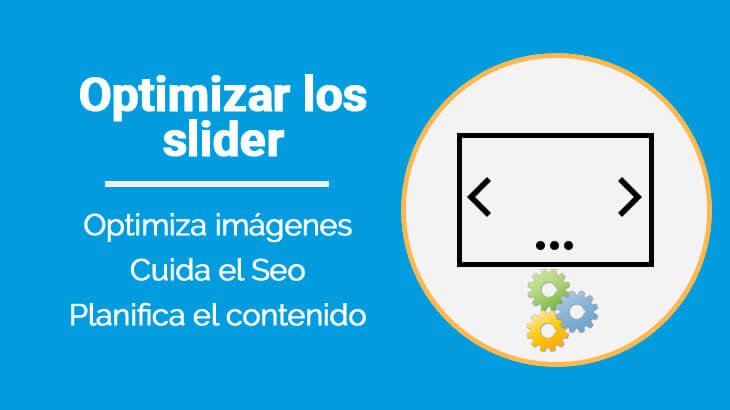 Optimizar los
slider
Optimiza imágenes
Cuida el Seo
Planifica el contenido